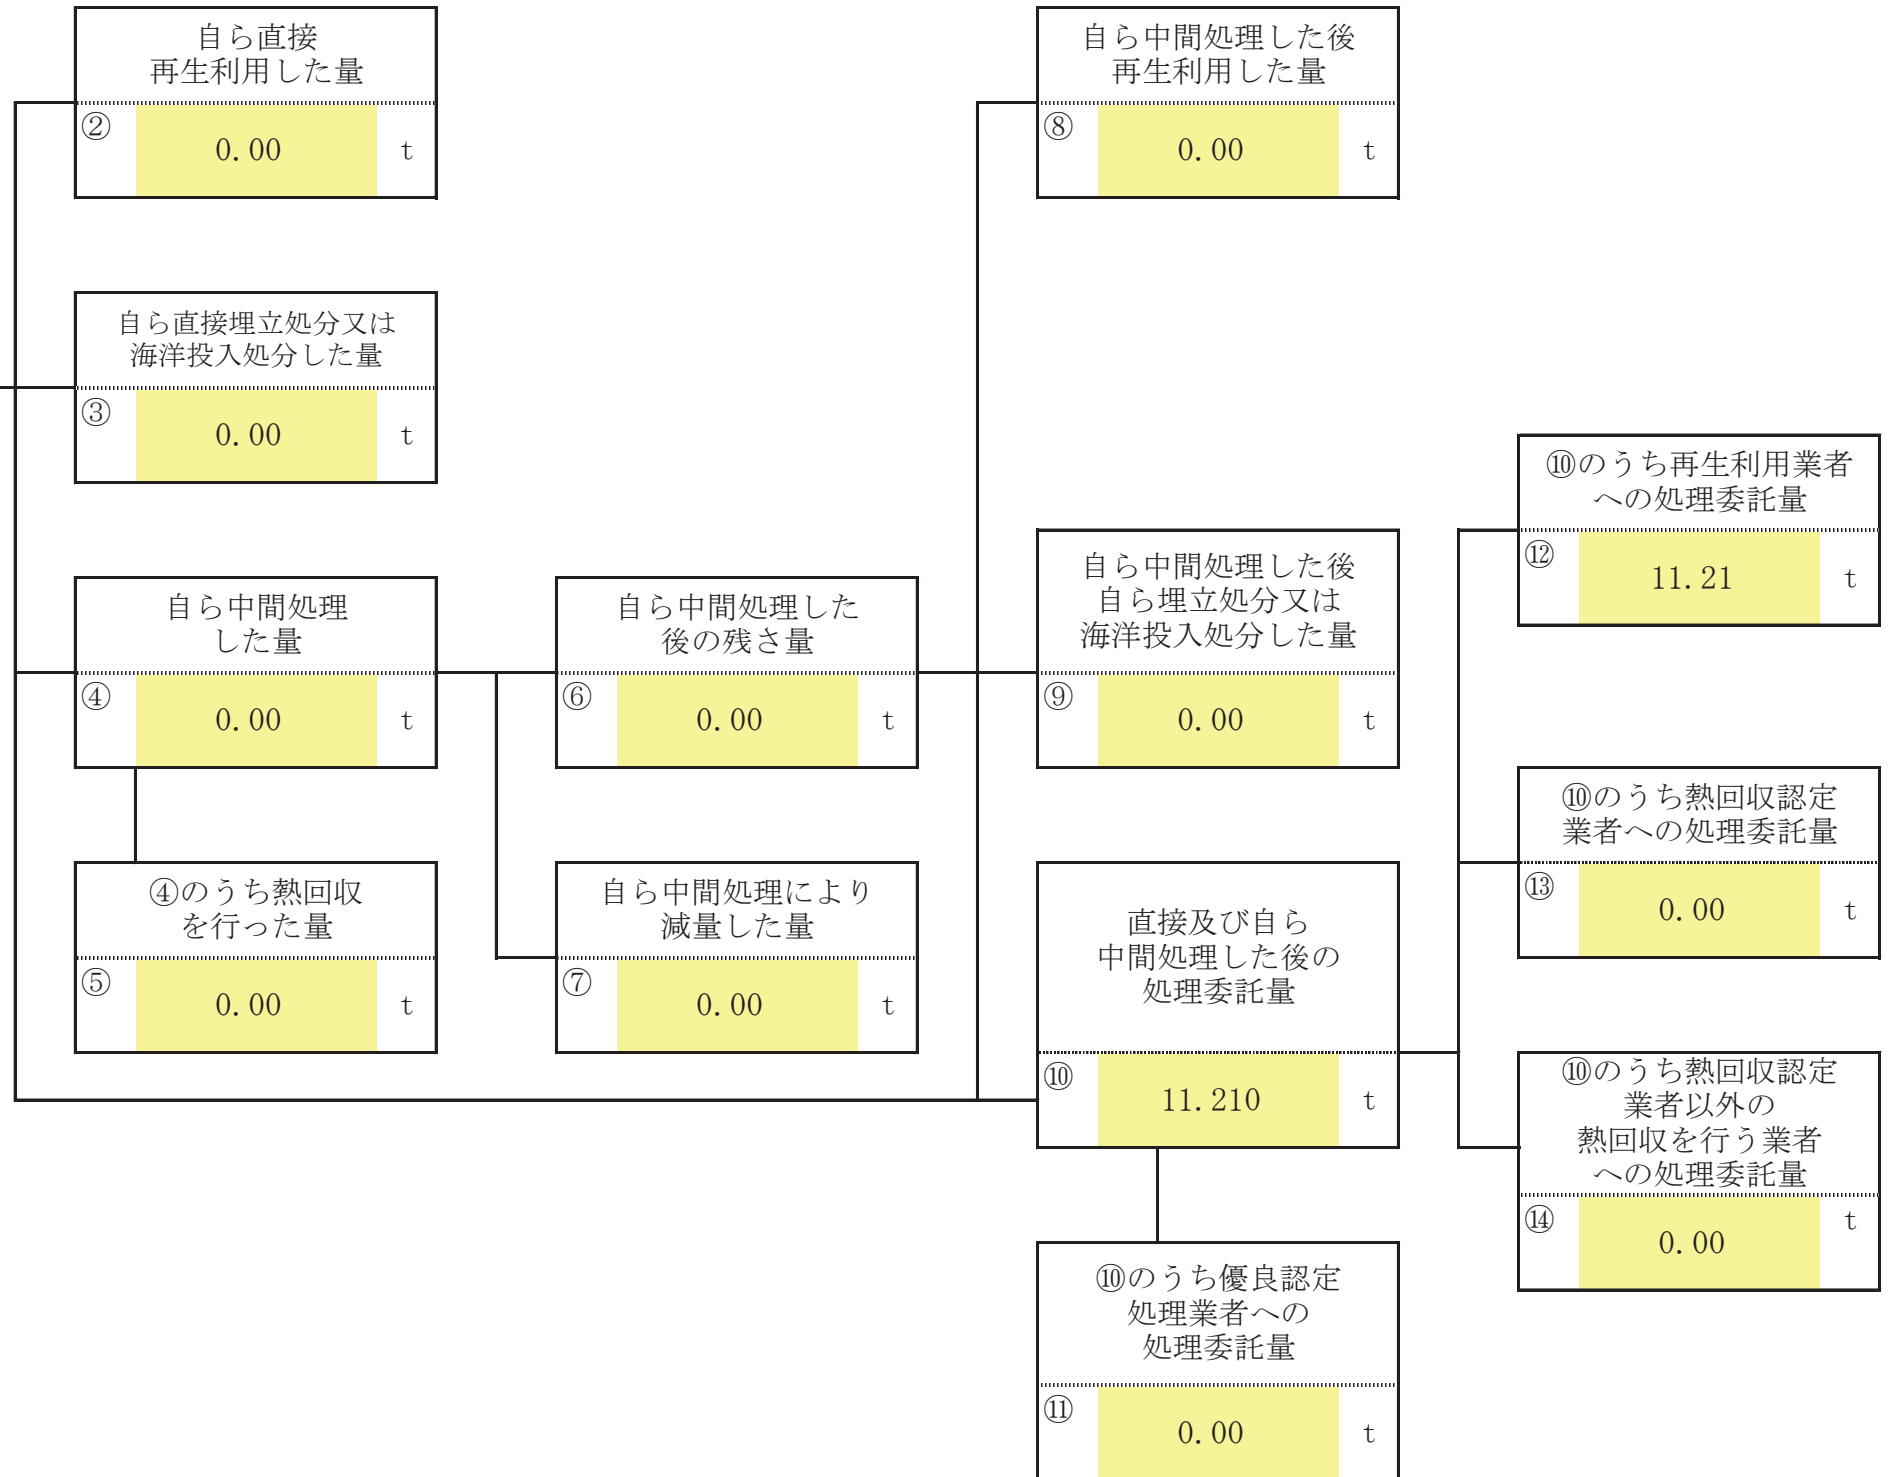 自ら直接
再生利用した量
②
0.00
t
自ら直接埋立処分又は
海洋投入処分した量
③
0.00
t
自ら中間処理
した量
④
0.00
t
④のうち熱回収
を行った量
⑤
0.00
t
自ら中間処理した
後の残さ量
⑥
0.00
t
自ら中間処理により
減量した量
⑦
0.00
t
自ら中間処理した後
再生利用した量
⑧
0.00
t
自ら中間処理した後
自ら埋立処分又は
海洋投入処分した量
⑨
0.00
t
直接及び自ら
中間処理した後の
処理委託量
⑩
11.210
t
⑩のうち優良認定
処理業者への
処理委託量
⑪
0.00
t
⑩のうち再生利用業者
への処理委託量
⑫
11.21
t
⑩のうち熱回収認定
業者への処理委託量
⑬
0.00
t
⑩のうち熱回収認定
業者以外の
熱回収を行う業者
への処理委託量
⑭
0.00
t